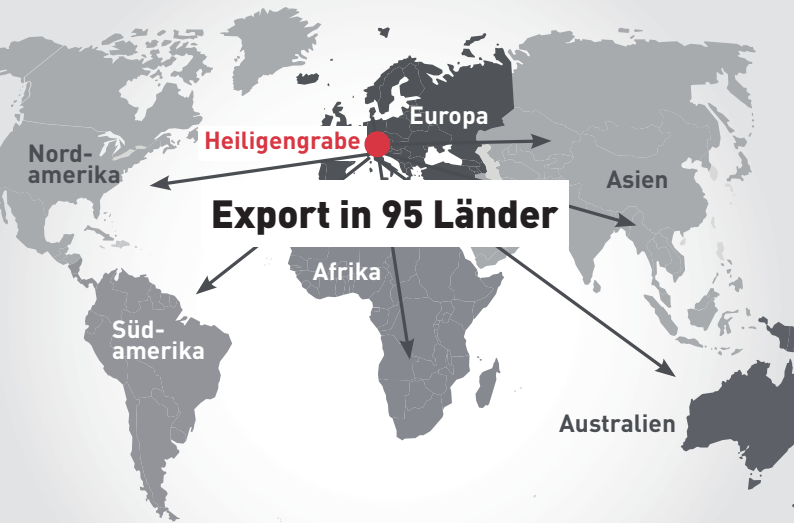 Europa
Heiligengrabe
Nord-
amerika
Asien
Export in 95 Länder
Afrika
Süd-
amerika
Australien